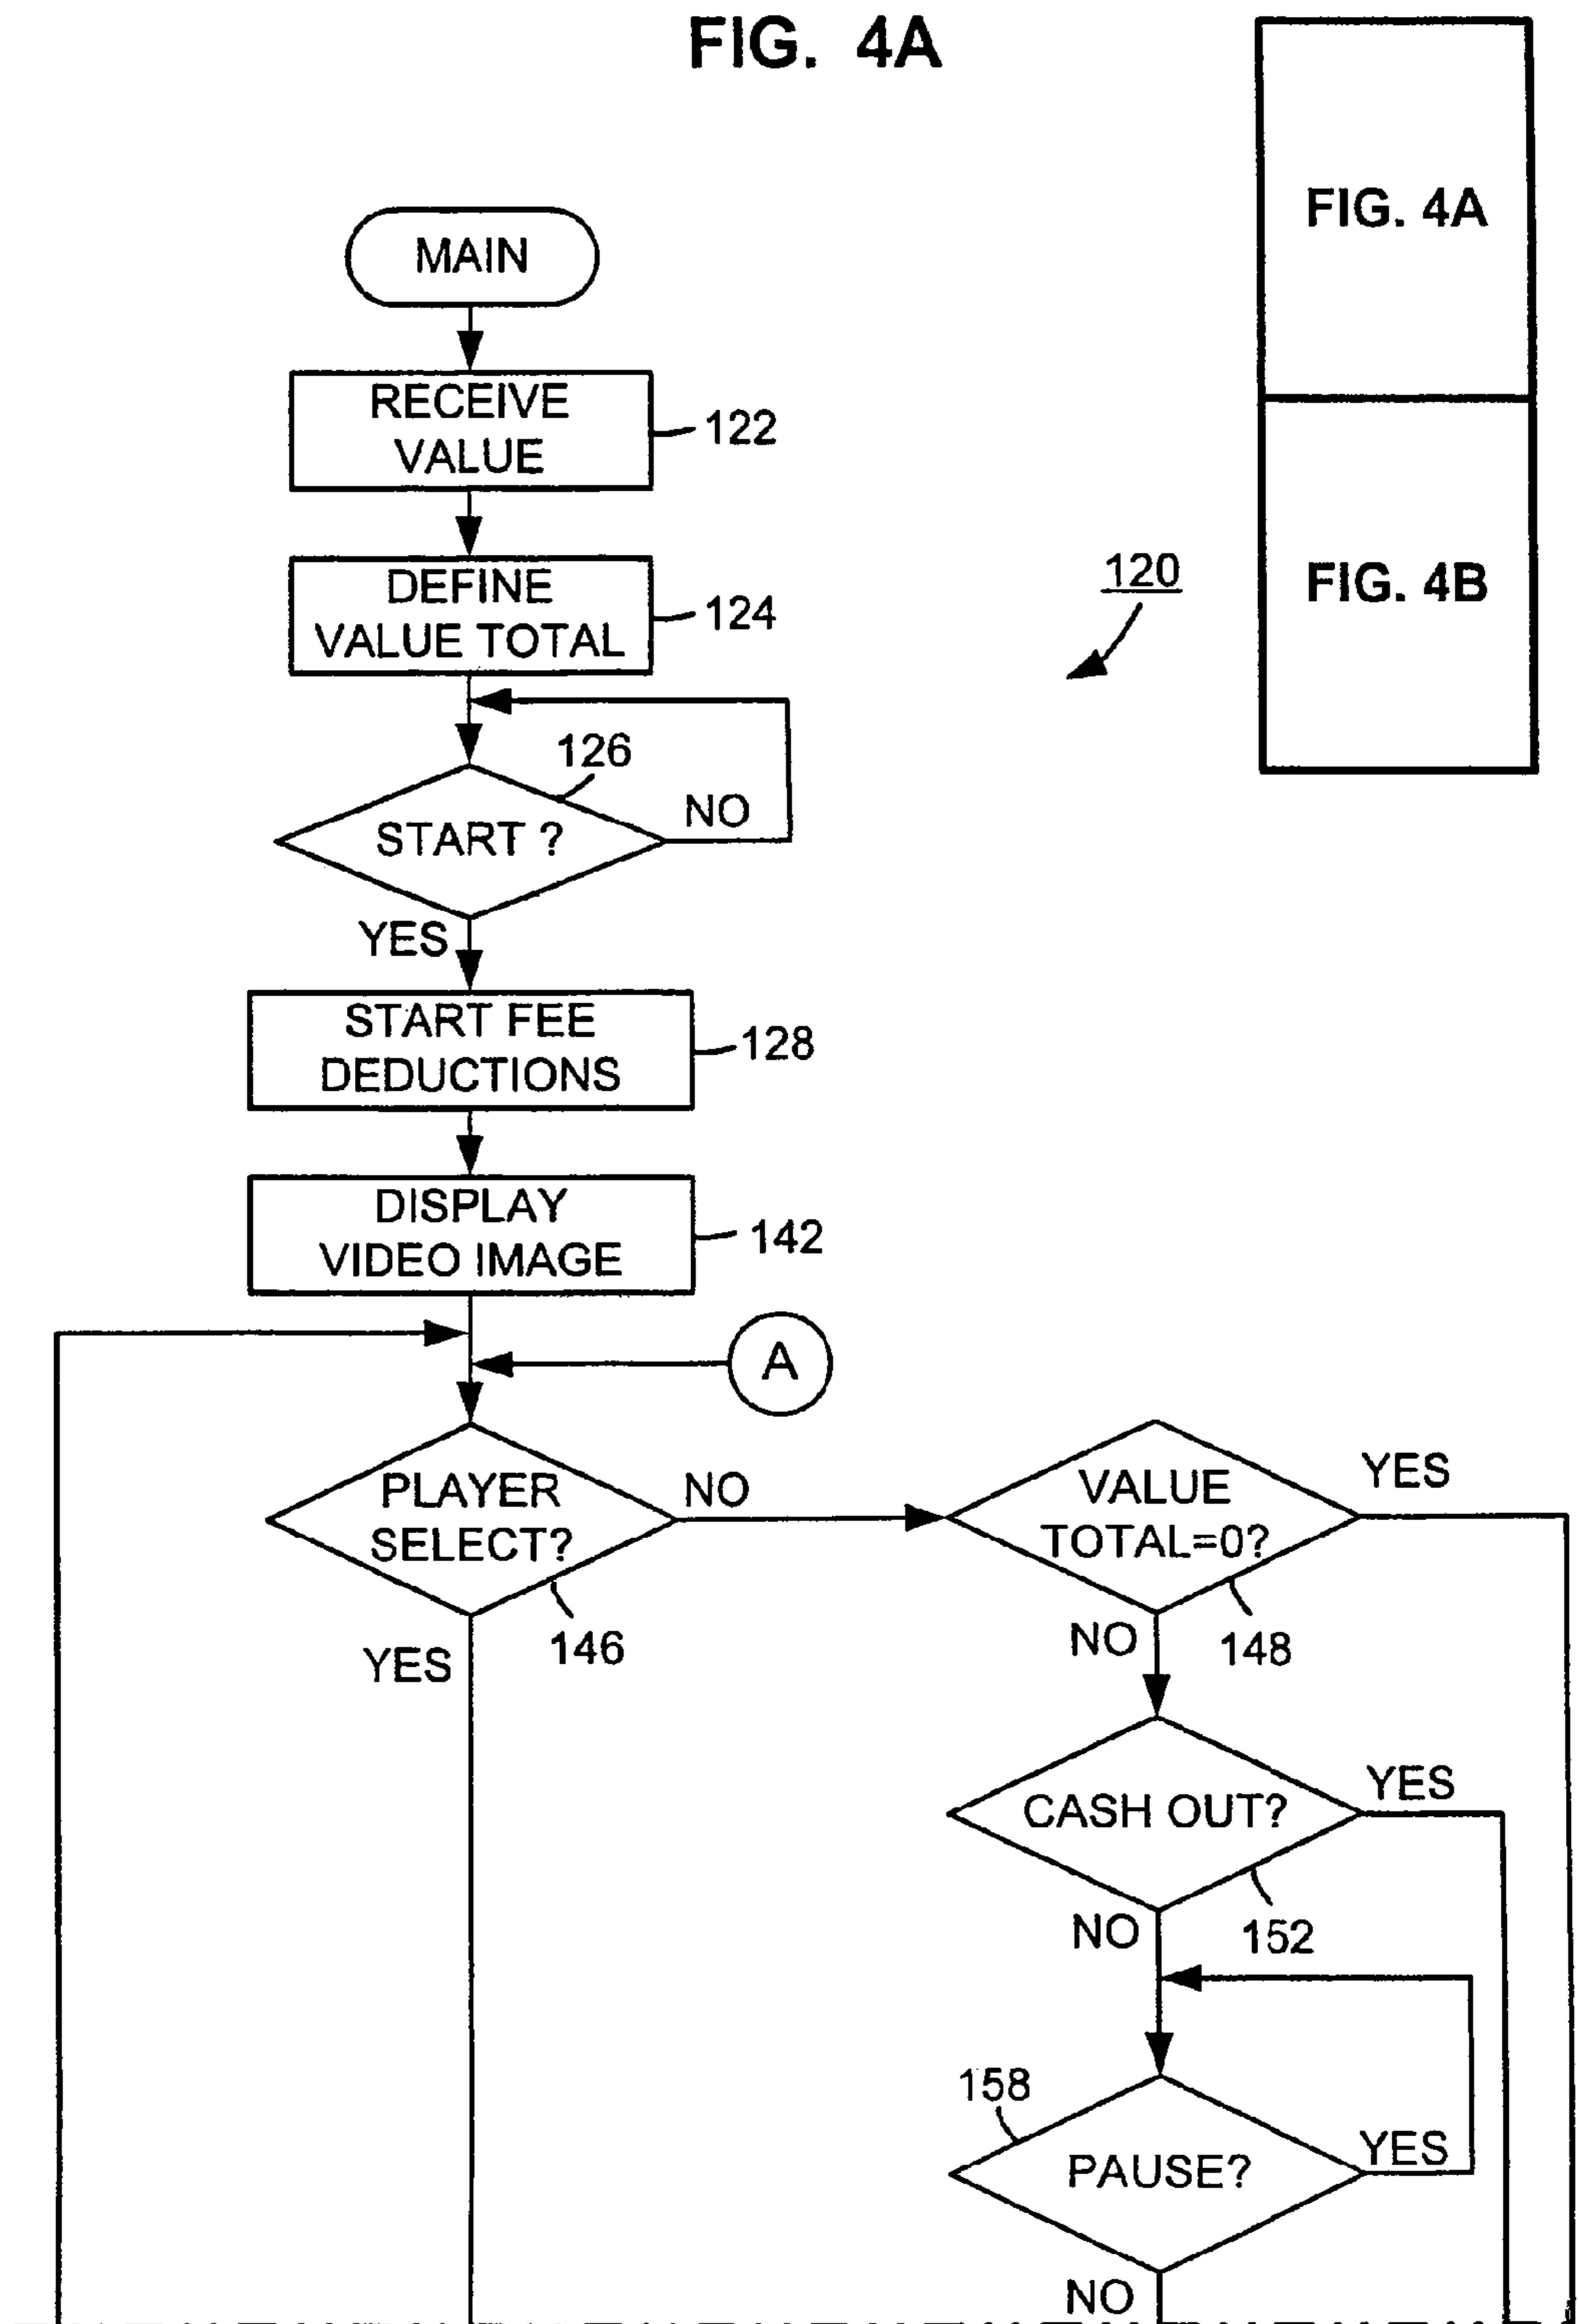 FIG. 4A
FIG. 4A
FIG. 4B
120
MAIN
RECEIVE
VALUE
122
DEFINE
VALUE TOTAL
124
126
START ?
NO
YES
START FEE
DEDUCTIONS
128
DISPLAY
VIDEO IMAGE
142
A
PLAYER
SELECT?
NO
146
YES
VALUE
TOTAL=0?
YES
148
NO
CASH OUT?
YES
152
NO
158
PAUSE?
YES
NO